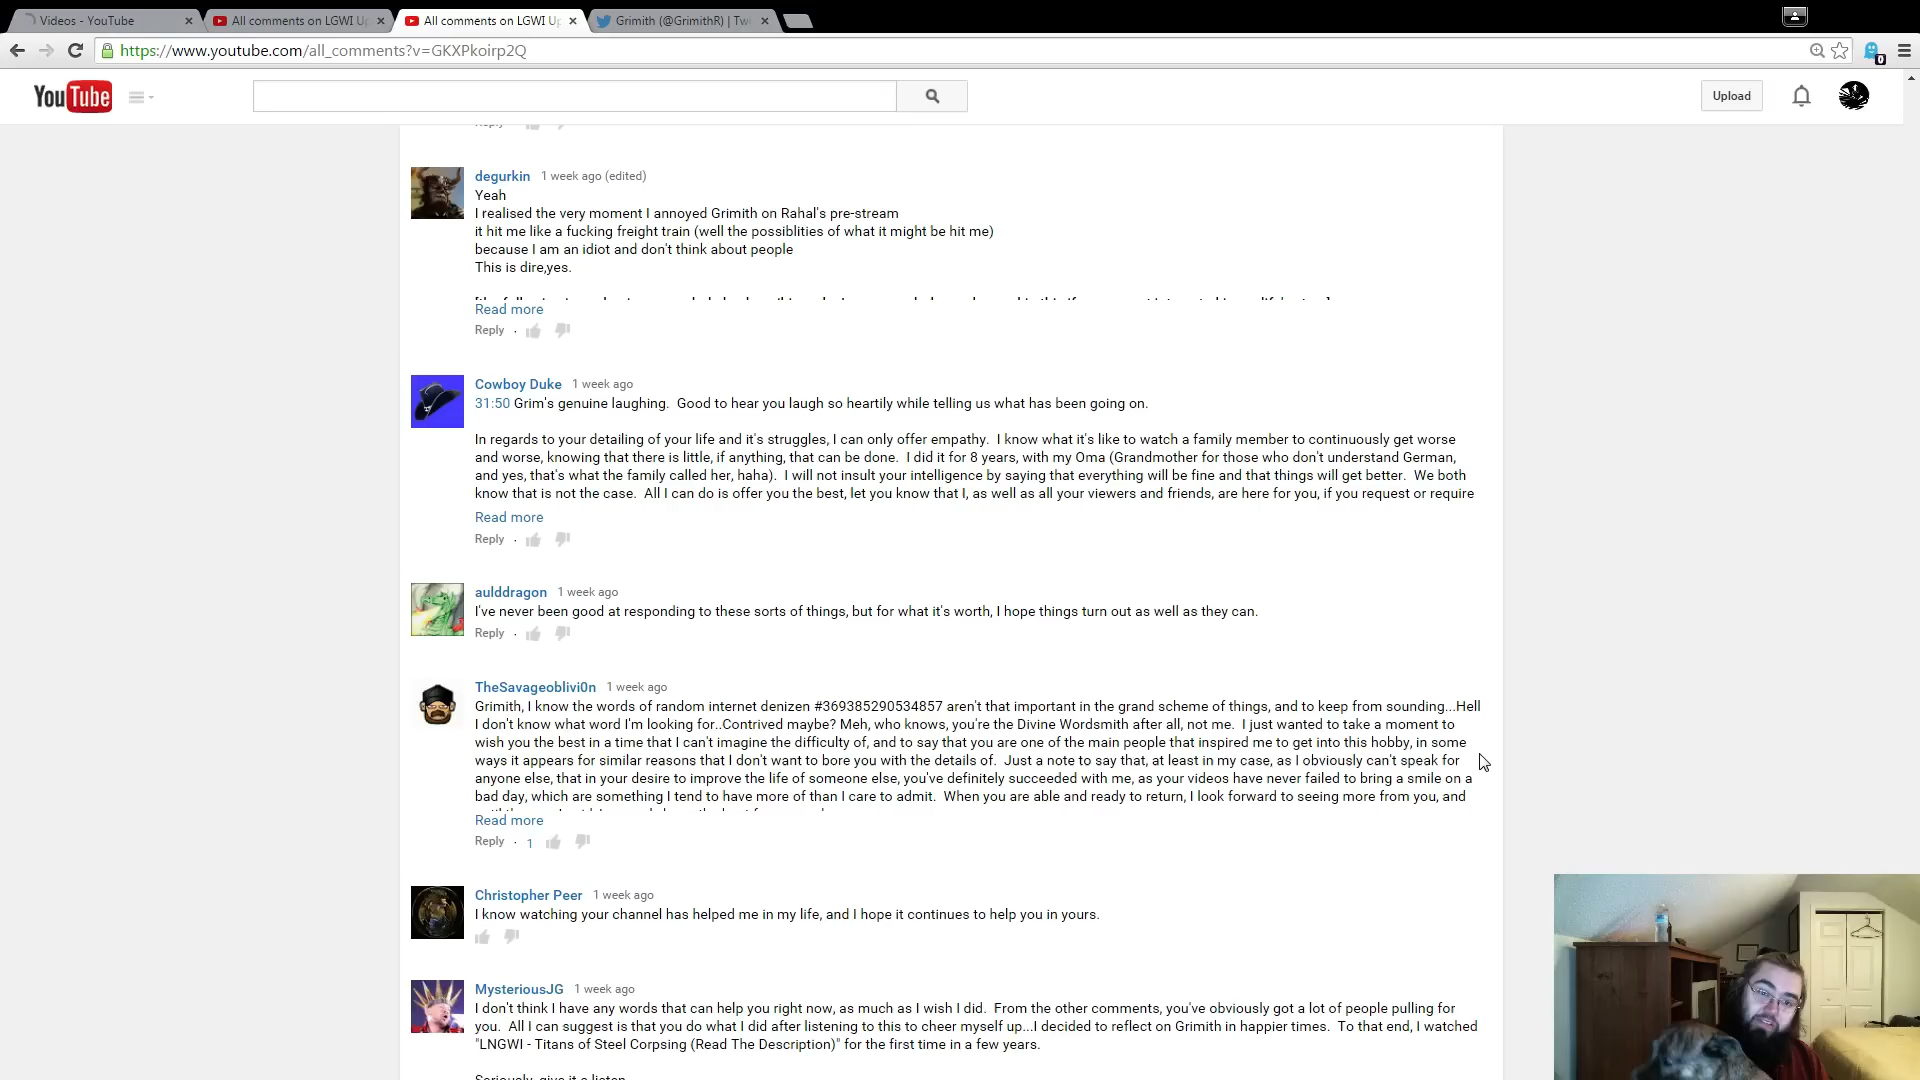 Videos - YouTube
All comments on LGWI Up
All comments on LGWI Up
Grimith (@GrimithR) | Twi
https://www.youtube.com/all_comments?v=GKXPkoirp2Q
0
YouTube
Upload
Reply
degurkin 1 week ago (edited)
Yeah
I realised the very moment I annoyed Grimith on Rahal's pre-stream
it hit me like a fucking freight train (well the possiblities of what it might be hit me)
because I am an idiot and don't think about people
This is dire,yes.
Read more
Reply ·
Cowboy Duke 1 week ago
31:50 Grim's genuine laughing.  Good to hear you laugh so heartily while telling us what has been going on.
In regards to your detailing of your life and it's struggles, I can only offer empathy.  I know what it's like to watch a family member to continuously get worse
and worse, knowing that there is little, if anything, that can be done.  I did it for 8 years, with my Oma (Grandmother for those who don't understand German,
and yes, that's what the family called her, haha).  I will not insult your intelligence by saying that everything will be fine and that things will get better.  We both
know that is not the case.  All I can do is offer you the best, let you know that I, as well as all your viewers and friends, are here for you, if you request or require
Read more
Reply ·
aulddragon 1 week ago
I've never been good at responding to these sorts of things, but for what it's worth, I hope things turn out as well as they can.
Reply ·
TheSavageoblivi0n 1 week ago
Grimith, I know the words of random internet denizen #369385290534857 aren't that important in the grand scheme of things, and to keep from sounding...Hell
I don't know what word I'm looking for..Contrived maybe? Meh, who knows, you're the Divine Wordsmith after all, not me.  I just wanted to take a moment to
wish you the best in a time that I can't imagine the difficulty of, and to say that you are one of the main people that inspired me to get into this hobby, in some
ways it appears for similar reasons that I don't want to bore you with the details of.  Just a note to say that, at least in my case, as I obviously can't speak for
anyone else, that in your desire to improve the life of someone else, you've definitely succeeded with me, as your videos have never failed to bring a smile on a
bad day, which are something I tend to have more of than I care to admit.  When you are able and ready to return, I look forward to seeing more from you, and
Read more
Reply · 1
Christopher Peer 1 week ago
I know watching your channel has helped me in my life, and I hope it continues to help you in yours.
MysteriousJG 1 week ago
I don't think I have any words that can help you right now, as much as I wish I did.  From the other comments, you've obviously got a lot of people pulling for
you.  All I can suggest is that you do what I did after listening to this to cheer myself up...I decided to reflect on Grimith in happier times.  To that end, I watched
"LNGWI - Titans of Steel Corpsing (Read The Description)" for the first time in a few years.
Seriously, give it a listen